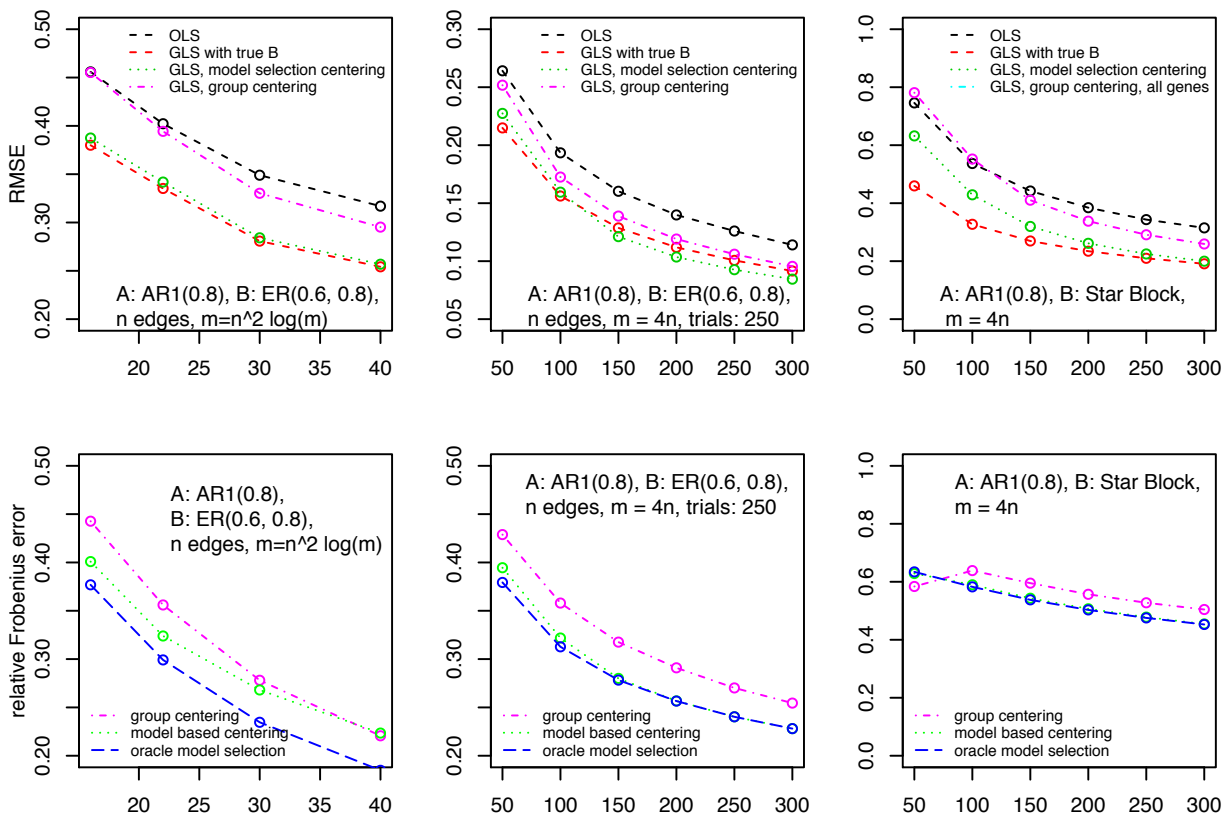 0.20 0.30 0.40 0.50
RMSE
OLS
GLS with true B
GLS, model selection centering
GLS, group centering
A: AR1(0.8), B: ER(0.6, 0.8),
n edges, m=n^2 log(m)
20 25 30 35 40
0.05 0.10 0.15 0.20 0.25 0.30
OLS
GLS with true B
GLS, model selection centering
GLS, group centering
A: AR1(0.8), B: ER(0.6, 0.8),
n edges, m = 4n, trials: 250
50 100 150 200 250 300
0.0 0.2 0.4 0.6 0.8 1.0
OLS
GLS with true B
GLS, model selection centering
GLS, group centering, all genes
A: AR1(0.8), B: Star Block,
m = 4n
50 100 150 200 250 300
0.20 0.30 0.40 0.50
relative Frobenius error
A: AR1(0.8),
B: ER(0.6, 0.8),
n edges, m=n^2 log(m)
group centering
model based centering
oracle model selection
20 25 30 35 40
0.20 0.30 0.40 0.50
A: AR1(0.8), B: ER(0.6, 0.8),
n edges, m = 4n, trials: 250
group centering
model based centering
oracle model selection
50 100 150 200 250 300
0.0 0.2 0.4 0.6 0.8 1.0
A: AR1(0.8), B: Star Block,
m = 4n
group centering
model based centering
oracle model selection
50 100 150 200 250 300